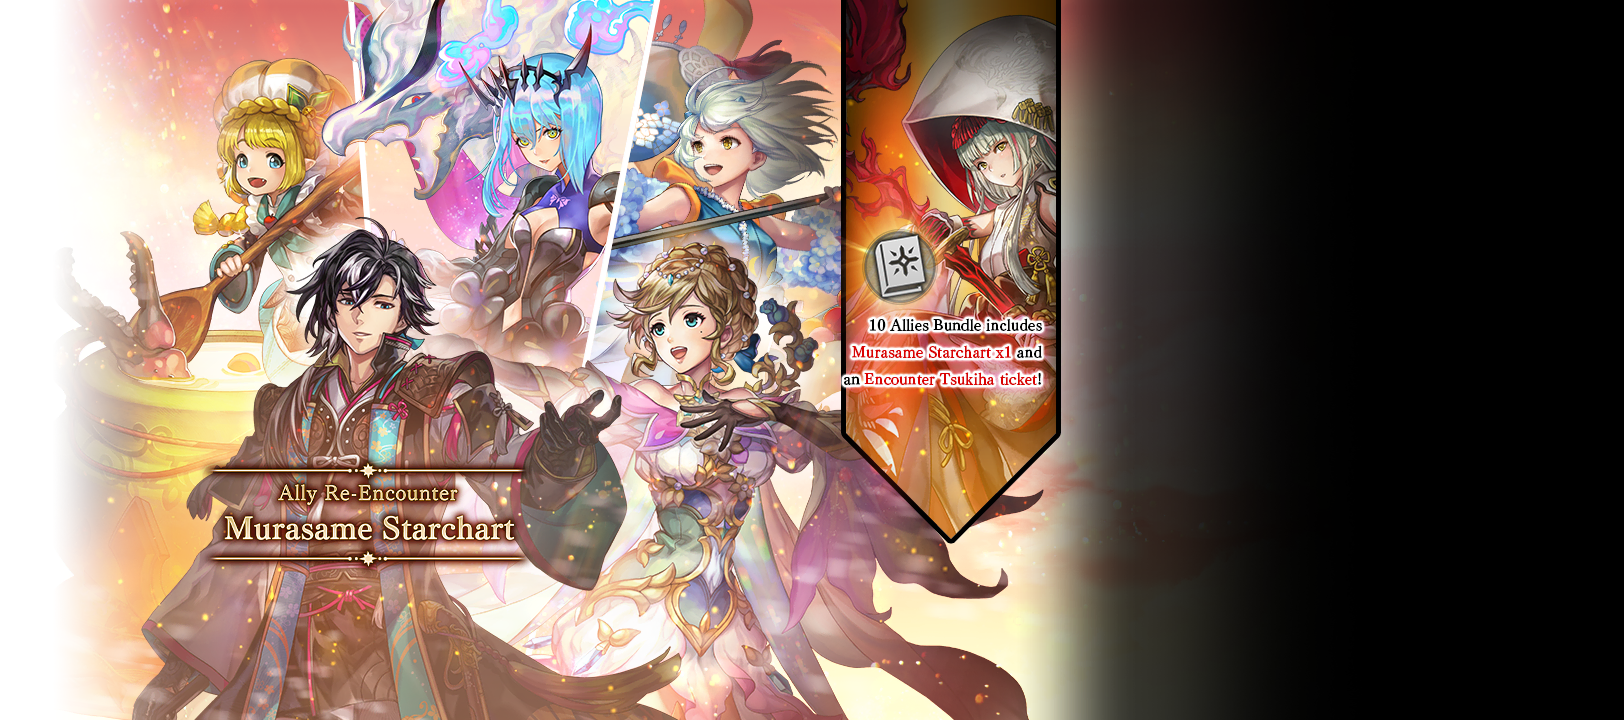 Ally Re-Encounter
Murasame Starchart
10 Allies Bundle includes
Murasame Starchart x1 and
an Encounter Tsukiha ticket!